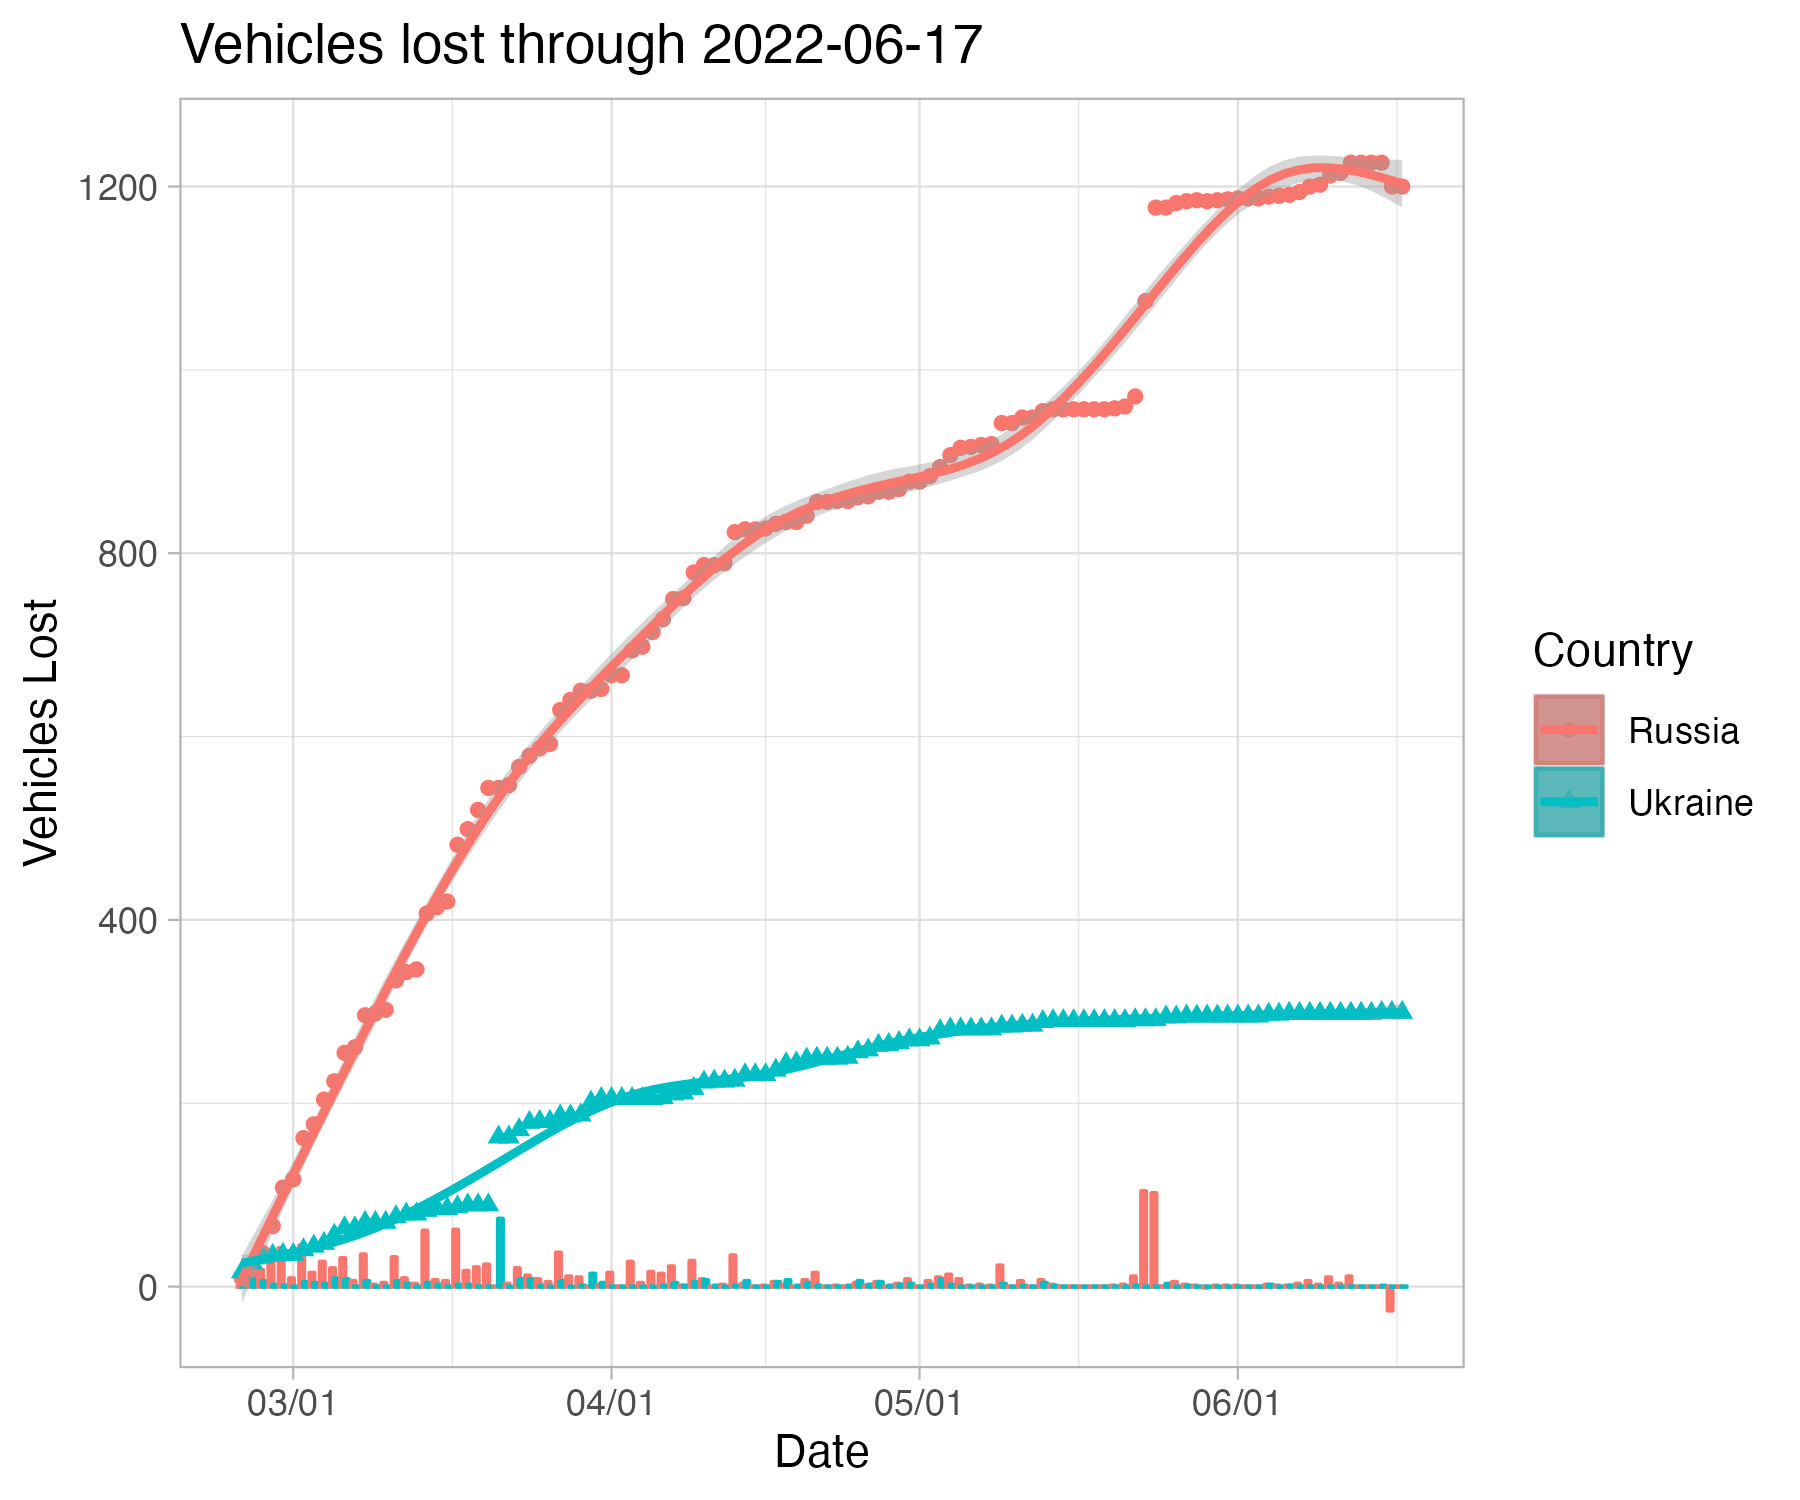 Vehicles lost through 2022-06-17
Vehicles Lost
1200
800
400
0
03/01
04/01
05/01
06/01
Date
Country
Russia
Ukraine